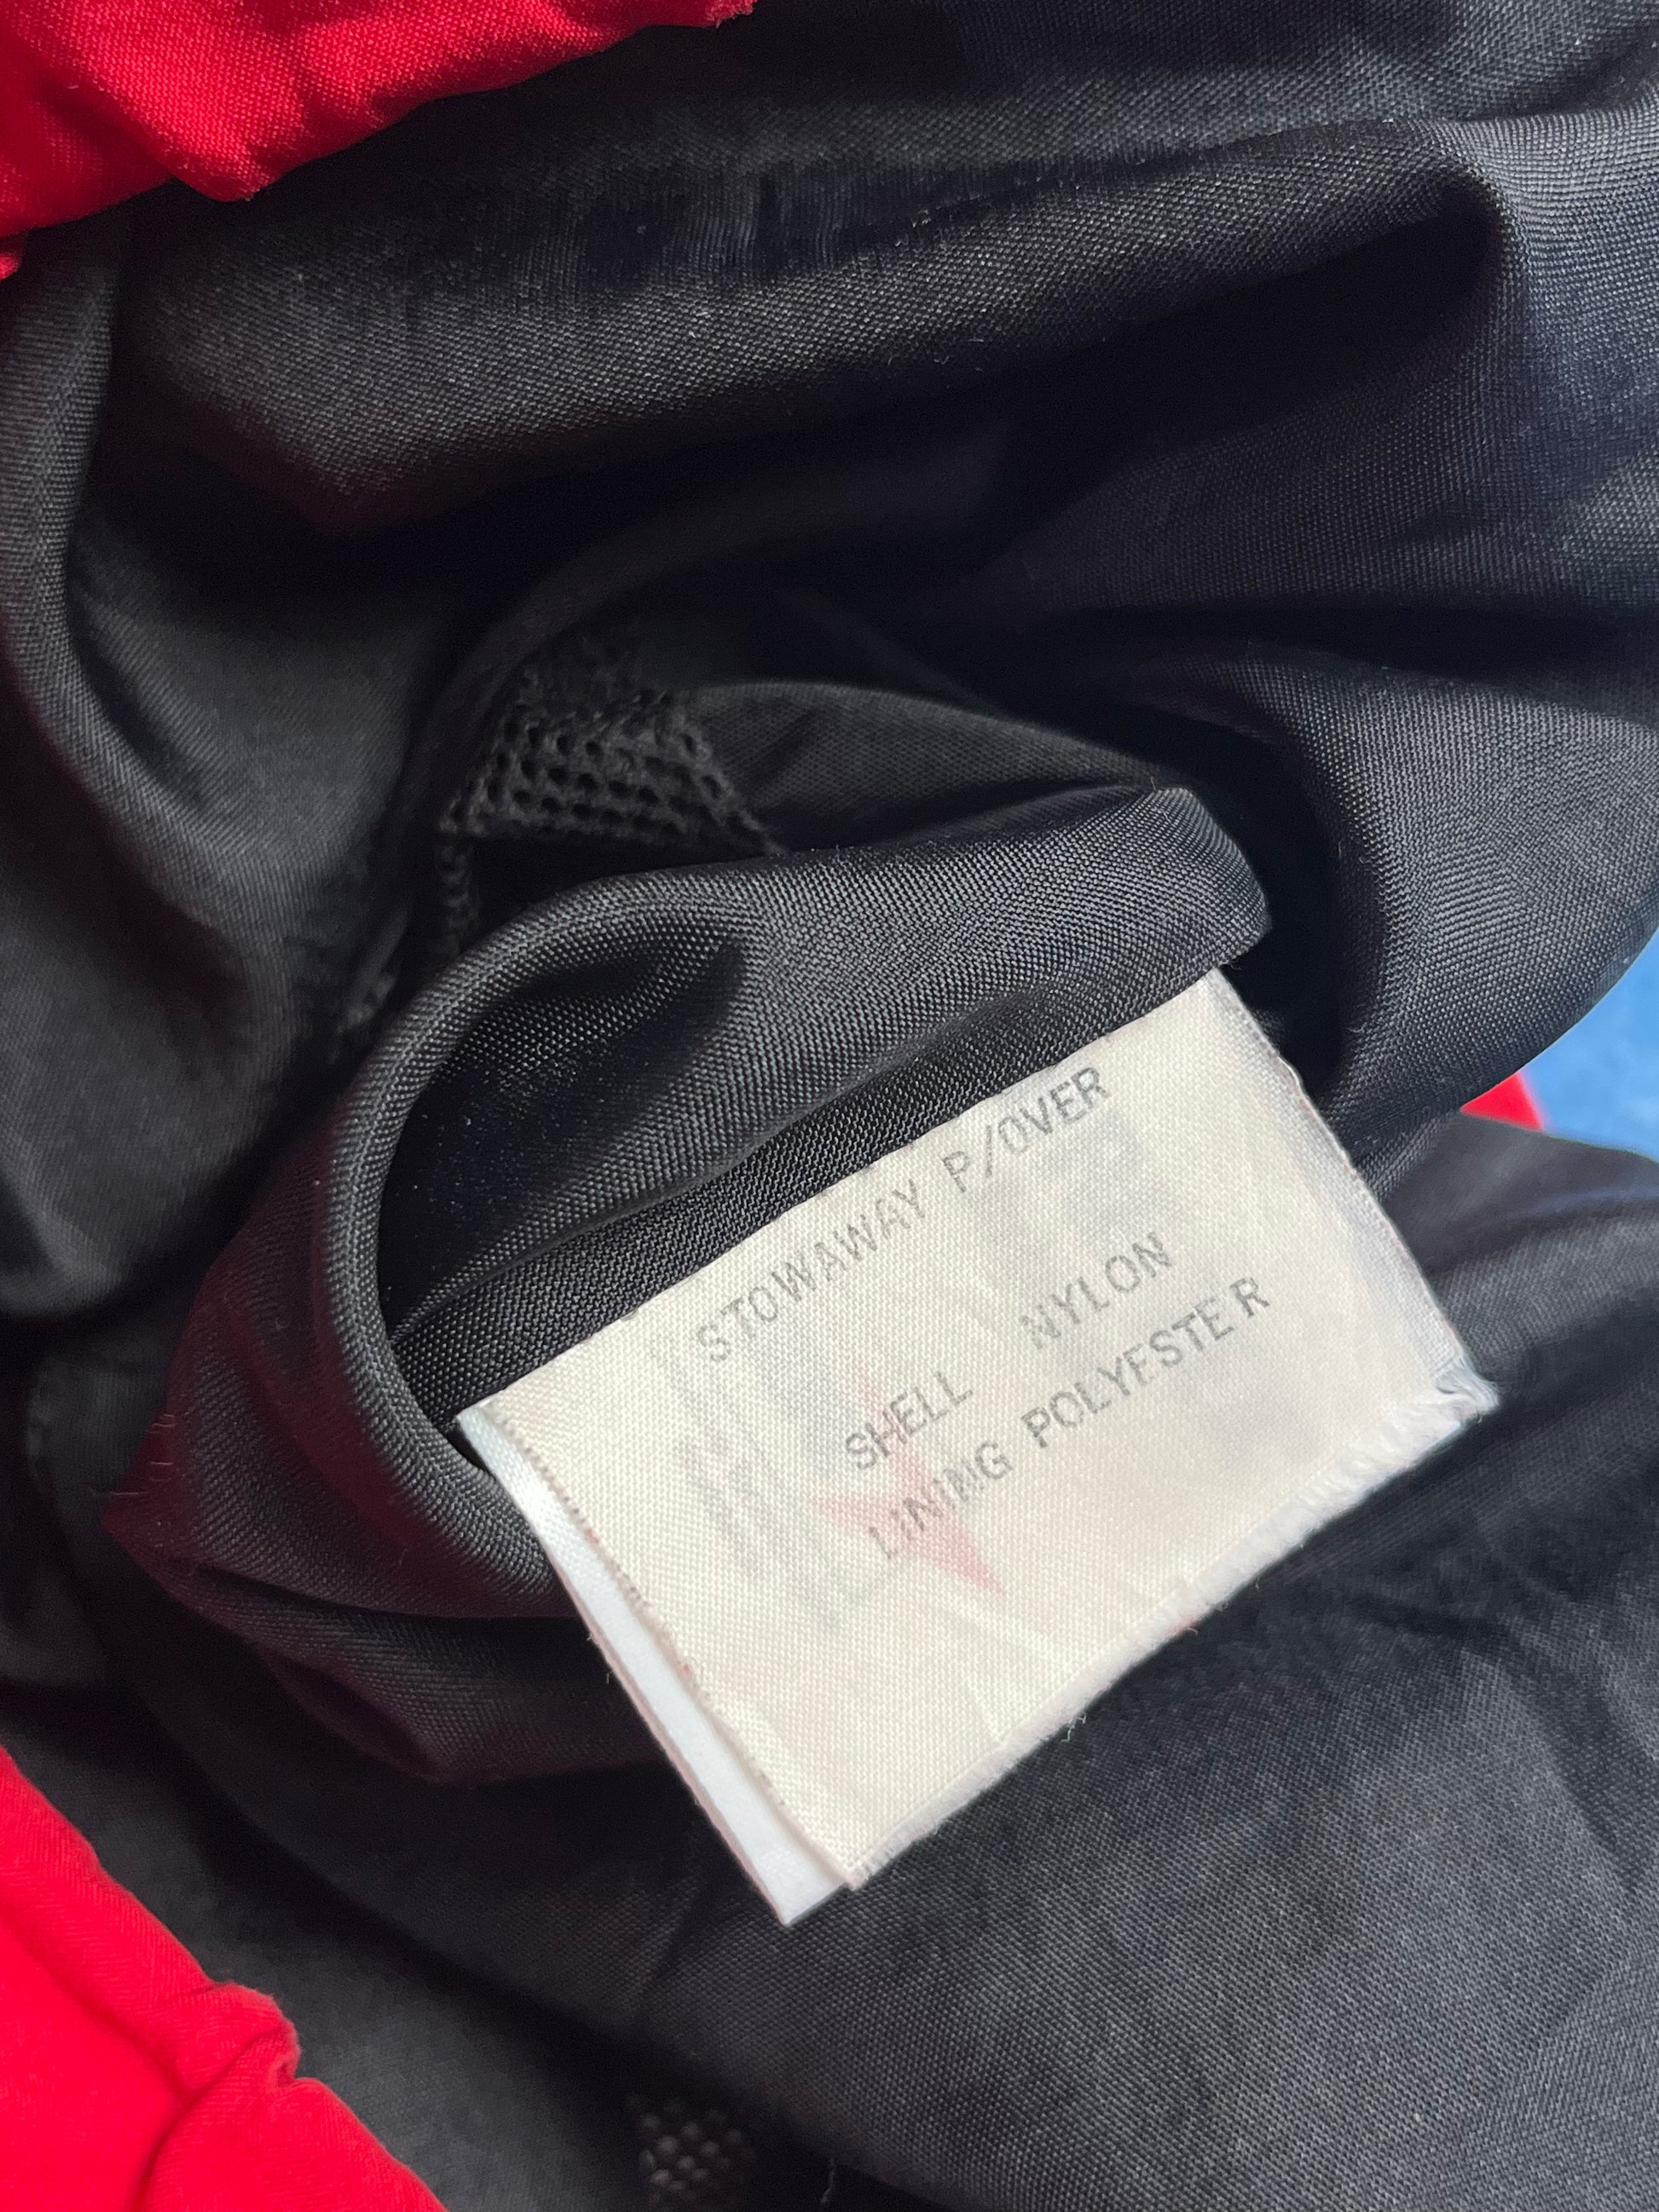 STOWAWAY P/OVER
SHELL NYLON
LINING POLYESTER